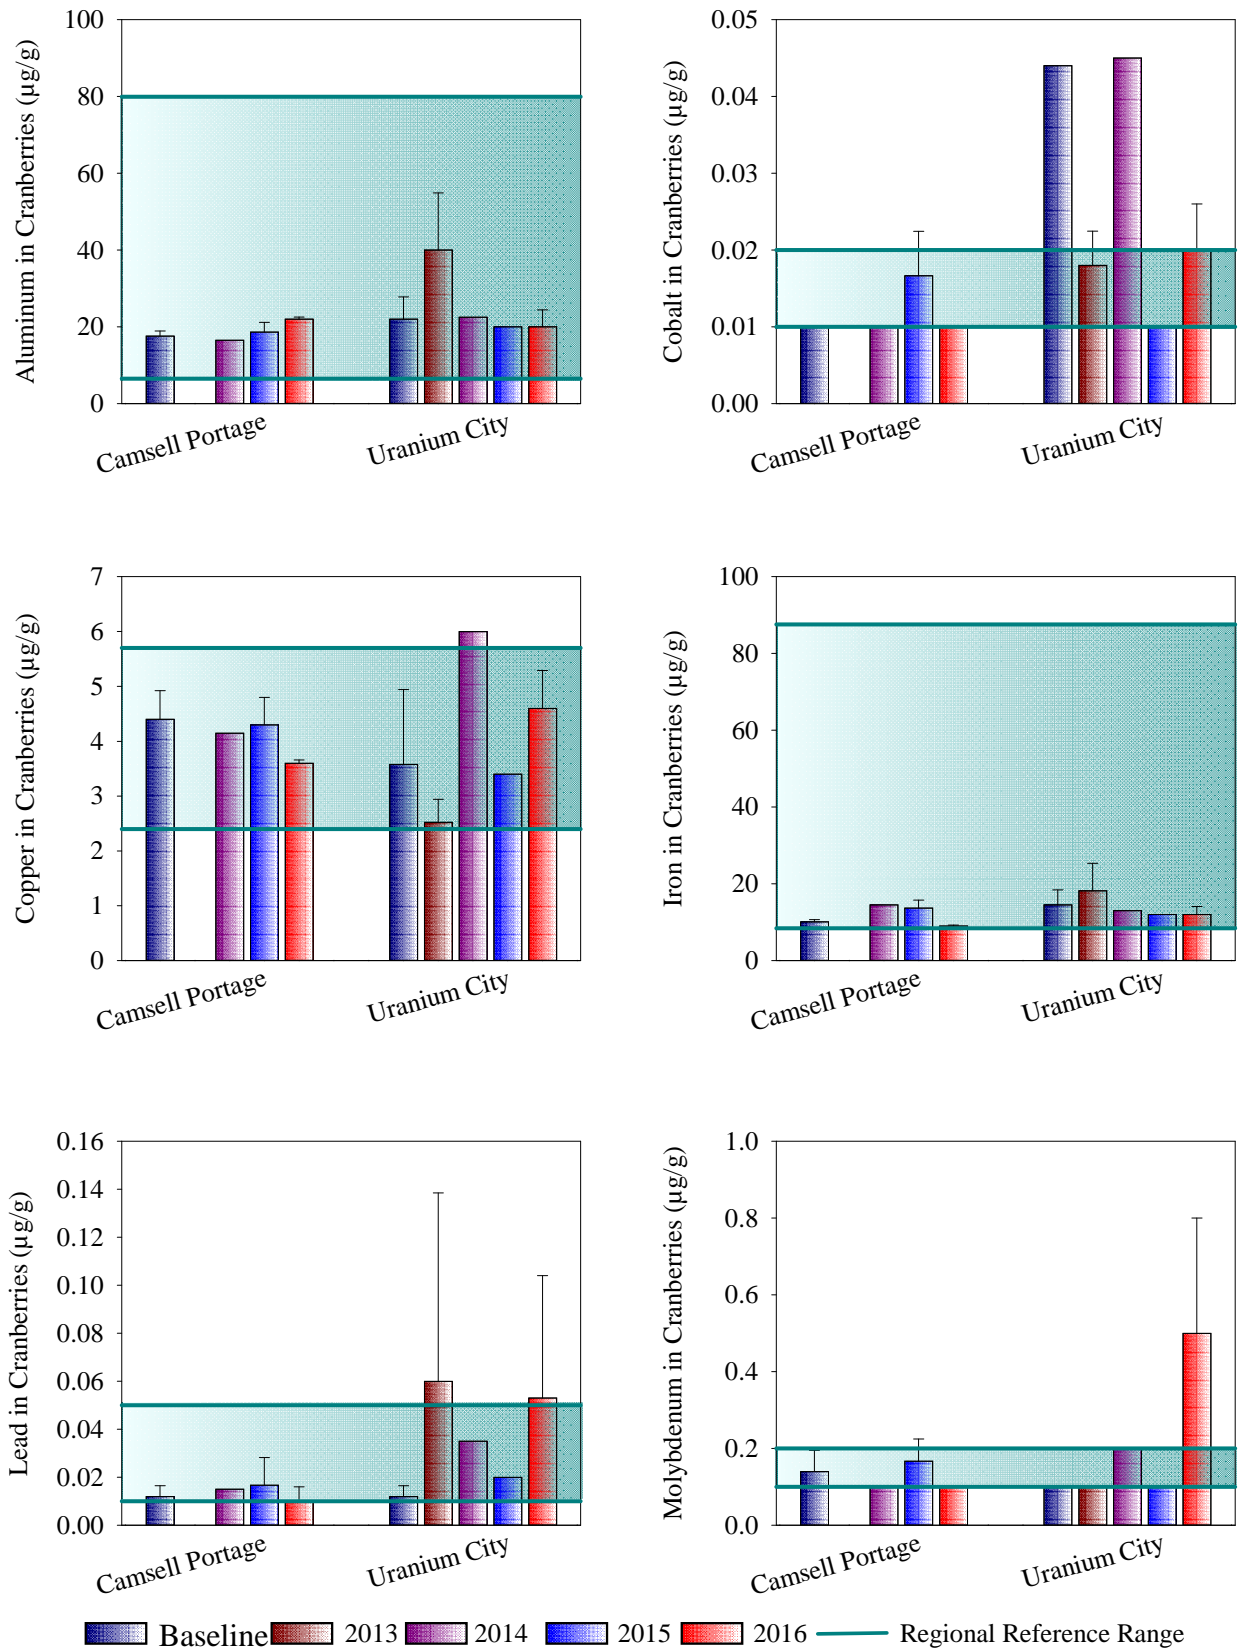 Aluminum in Cranberries (µg/g)
100
80
60
40
20
0
Camsell Portage
Uranium City
Cobalt in Cranberries (µg/g)
0.05
0.04
0.03
0.02
0.01
0.00
Camsell Portage
Uranium City
Copper in Cranberries (µg/g)
7
6
5
4
3
2
1
0
Camsell Portage
Uranium City
Iron in Cranberries (µg/g)
100
80
60
40
20
0
Camsell Portage
Uranium City
Lead in Cranberries (µg/g)
0.16
0.14
0.12
0.10
0.08
0.06
0.04
0.02
0.00
Camsell Portage
Uranium City
Molybdenum in Cranberries (µg/g)
1.0
0.8
0.6
0.4
0.2
0.0
Camsell Portage
Uranium City
Baseline 2013 2014 2015 2016 Regional Reference Range